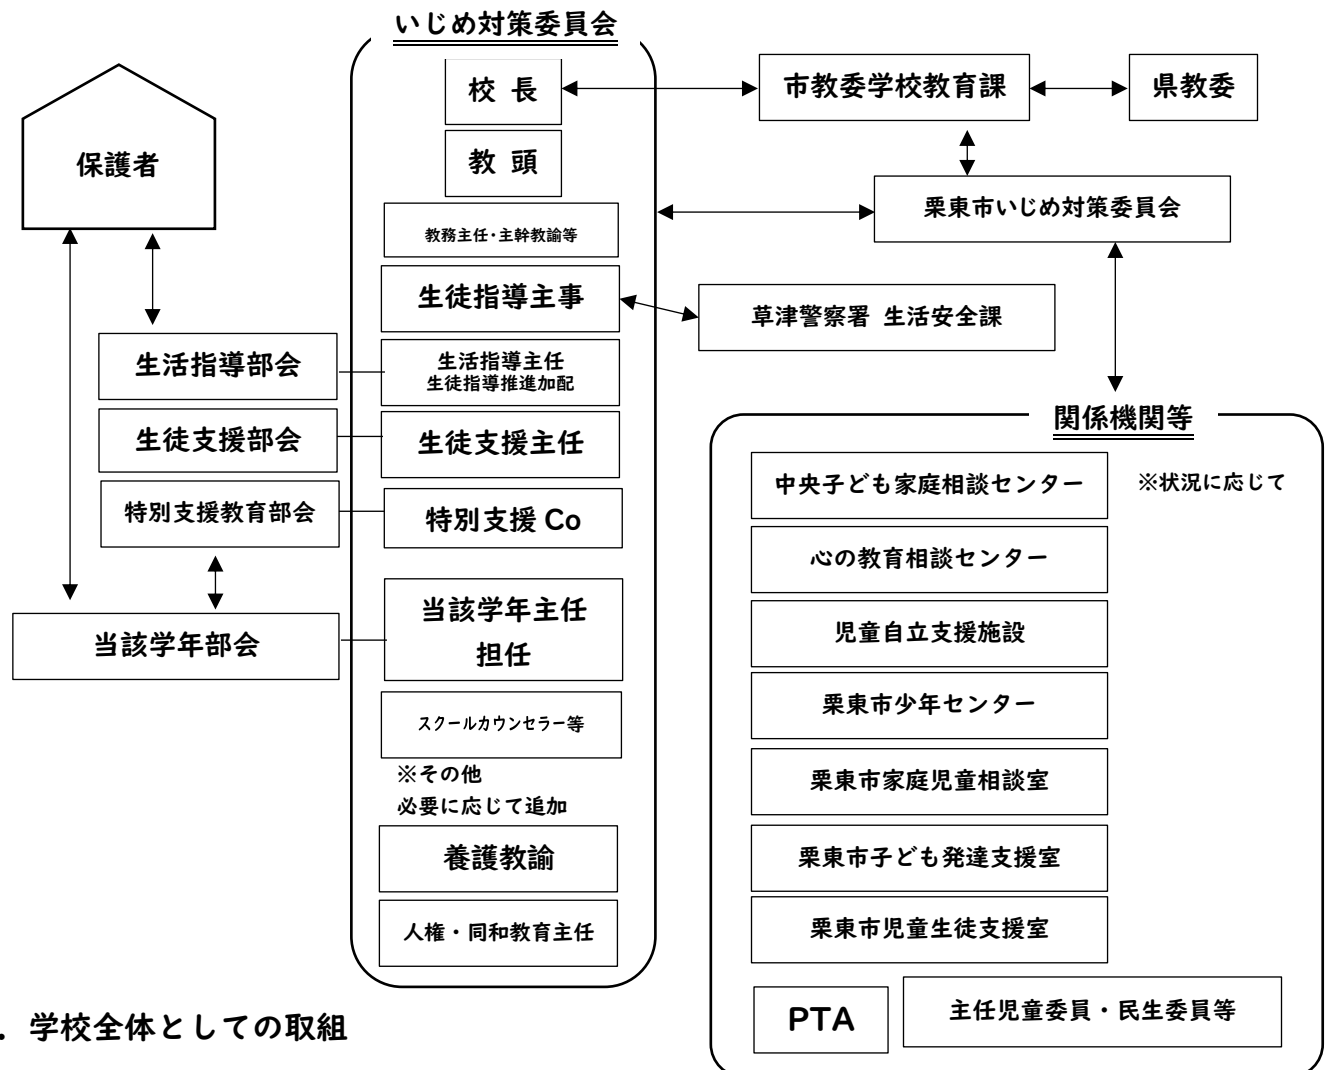 いじめ対策委員会
校 長
教 頭
教務主任・主幹教諭等
生徒指導主事
生活指導主任
生徒指導推進加配
生徒支援主任
特別支援 Co
当該学年主任
担任
スクールカウンセラー等
※その他
必要に応じて追加
養護教諭
人権・同和教育主任
保護者
生活指導部会
生徒支援部会
特別支援教育部会
当該学年部会
市教委学校教育課
県教委
栗東市いじめ対策委員会
草津警察署 生活安全課
関係機関等
中央子ども家庭相談センター
※状況に応じて
心の教育相談センター
児童自立支援施設
栗東市少年センター
栗東市家庭児童相談室
栗東市子ども発達支援室
栗東市児童生徒支援室
PTA
主任児童委員・民生委員等
．学校全体としての取組